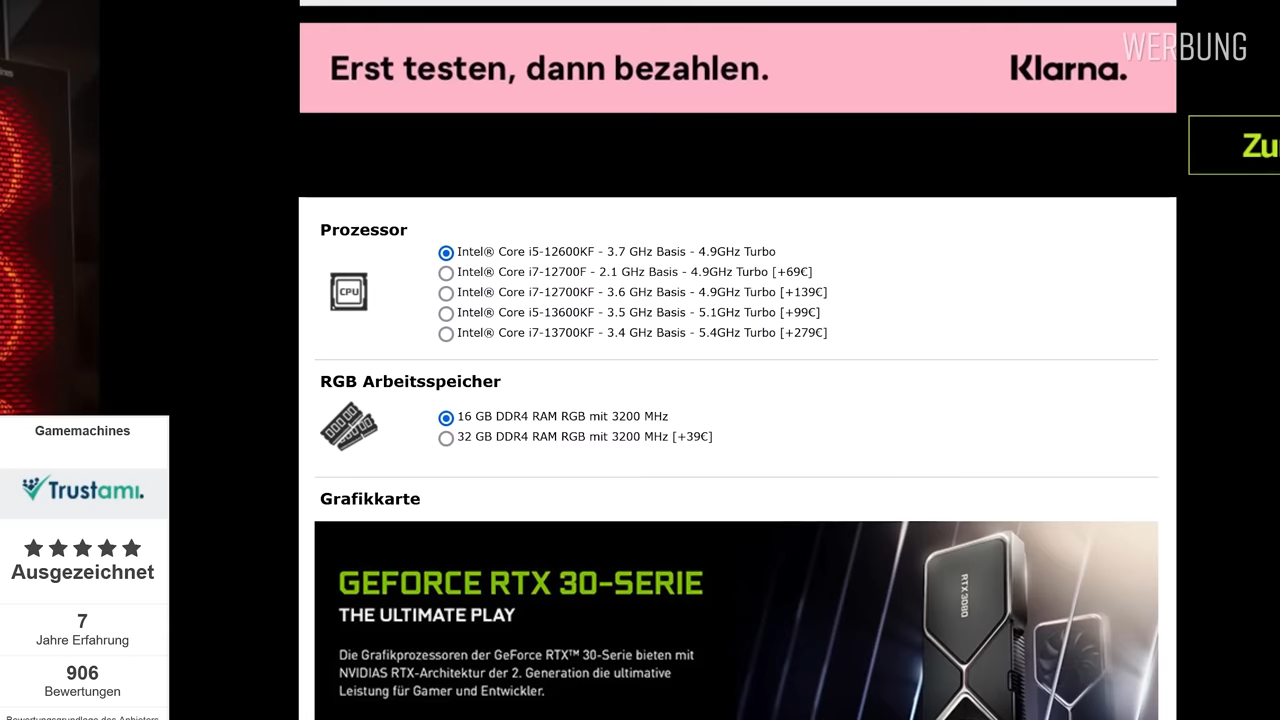 WERBUNG
Erst testen, dann bezahlen.
Klarna.
Zu
Prozessor
Intel® Core i5-12600KF - 3.7 GHz Basis - 4.9GHz Turbo
Intel® Core i7-12700F - 2.1 GHz Basis - 4.9GHz Turbo [+69€]
CPU
Intel® Core i7-12700KF - 3.6 GHz Basis - 4.9GHz Turbo [+139€]
Intel® Core i5-13600KF - 3.5 GHz Basis - 5.1GHz Turbo [+99€]
Intel® Core i7-13700KF - 3.4 GHz Basis - 5.4GHz Turbo [+279€]
RGB Arbeitsspeicher
16 GB DDR4 RAM RGB mit 3200 MHz
32 GB DDR4 RAM RGB mit 3200 MHz [+39€]
Grafikkarte
GEFORCE RTX 30-SERIE
THE ULTIMATE PLAY
Die Grafikprozessoren der GeForce RTX™ 30-Serie bieten mit
NVIDIAS RTX-Architektur der 2. Generation die ultimative
Leistung für Gamer und Entwickler.
RTX 3080
Gamemachines
Trustami.
Ausgezeichnet
7
Jahre Erfahrung
906
Bewertungen
Bewertungsgrundlage des Anbieters